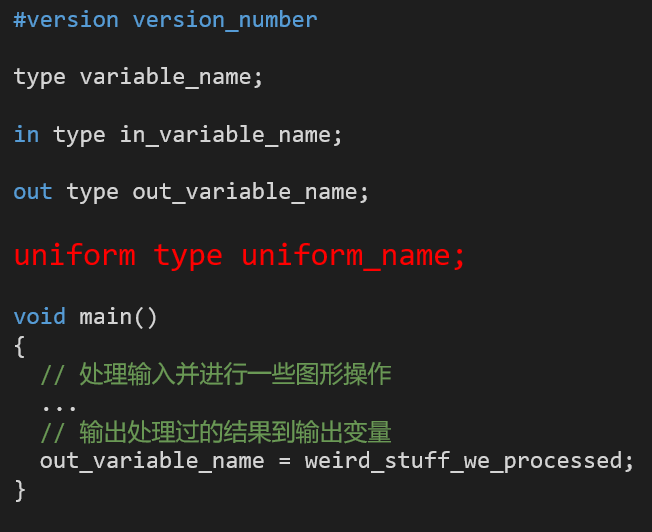 #version version_number
type variable_name;
in type in_variable_name;
out type out_variable_name;
uniform type uniform_name;
void main()
{
// 处理输入并进行一些图形操作
...
// 输出处理过的结果到输出变量
out_variable_name = weird_stuff_we_processed;
}